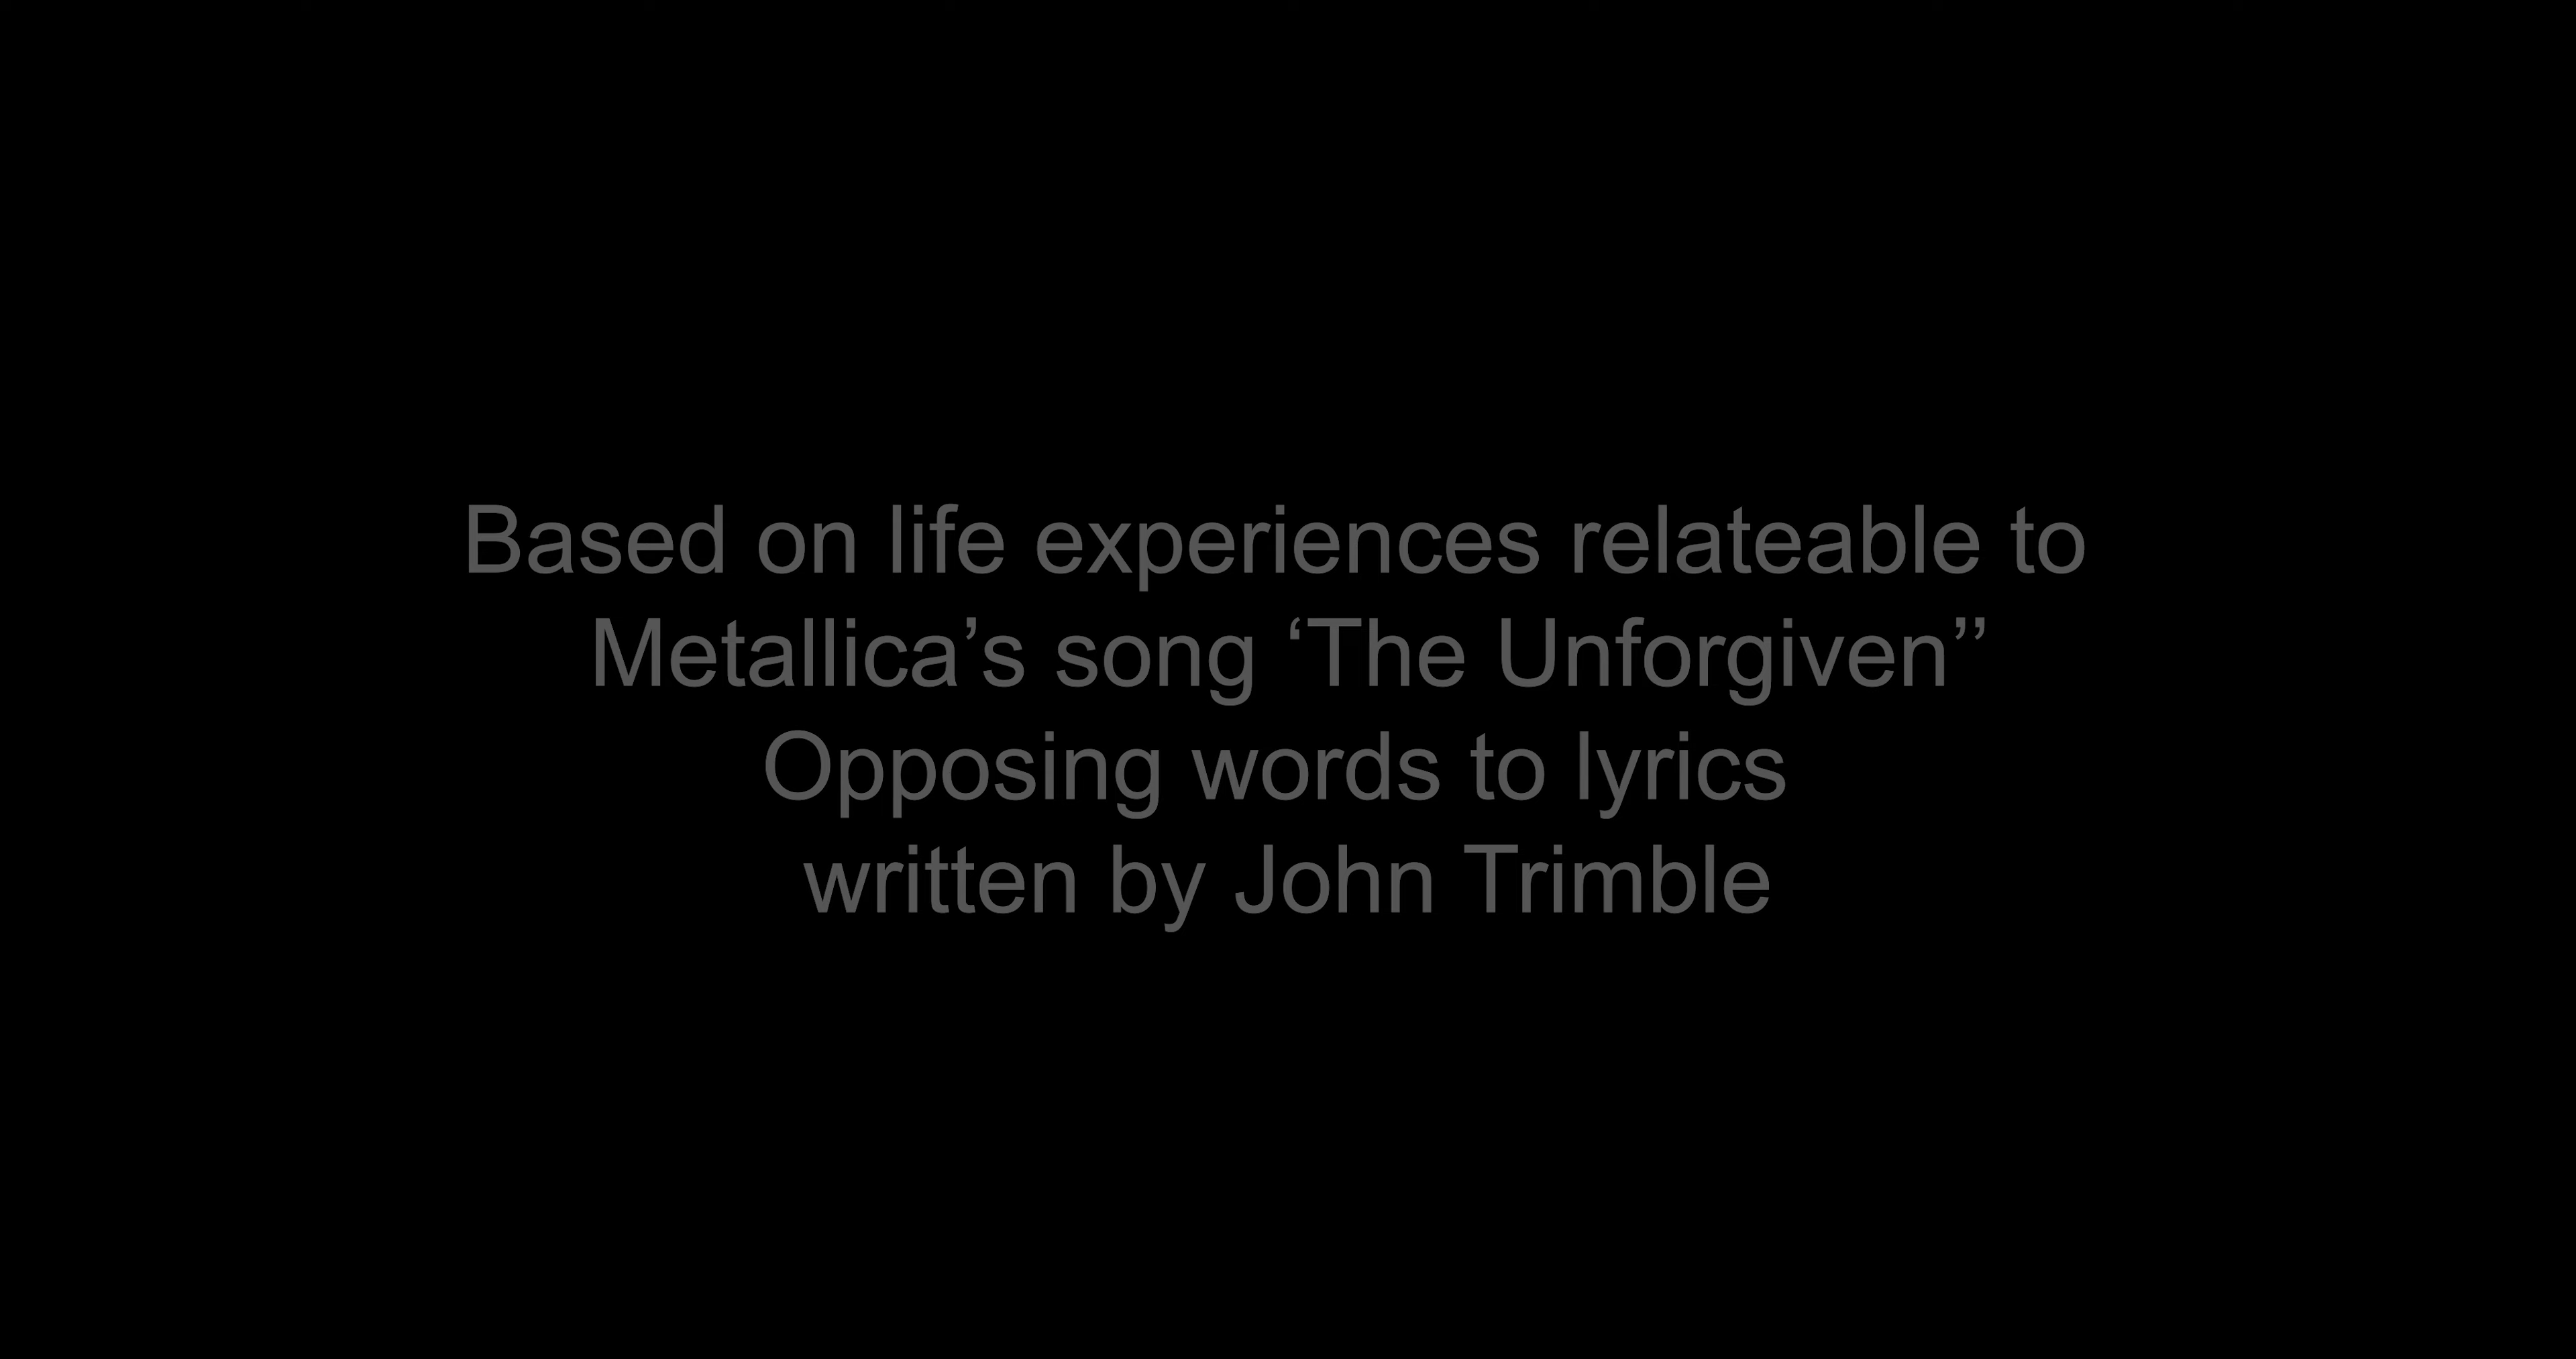 Based on life experiences relateable to
Metallica’s song ‘The Unforgiven’’
Opposing words to lyrics
written by John Trimble